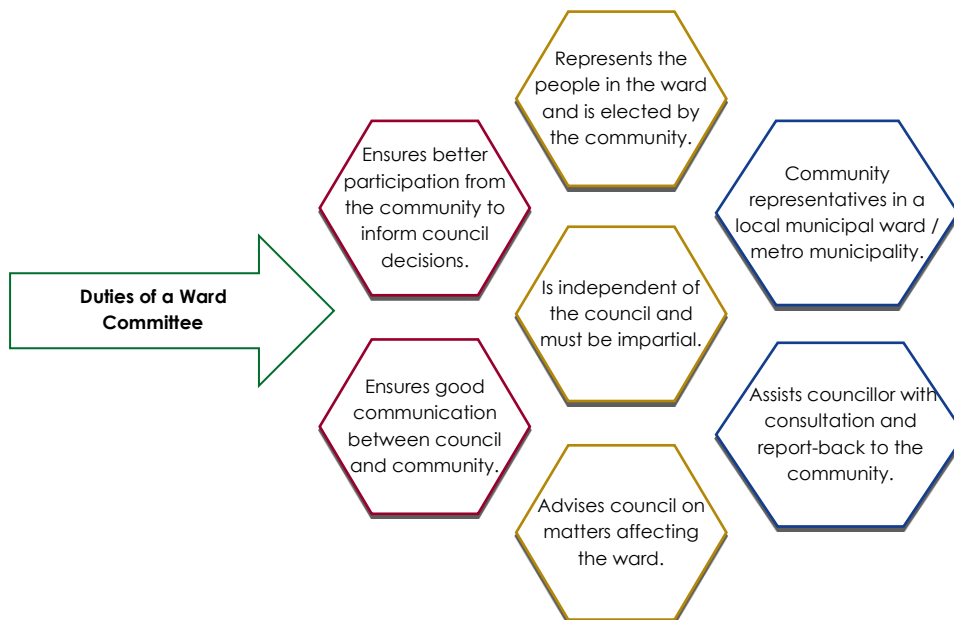 Duties of a Ward
Committee
Ensures better
participation from
the community to
inform council
decisions.
Ensures good
communication
between council
and community.
Represents the
people in the ward
and is elected by
the community.
Is independent of
the council and
must be impartial.
Advises council on
matters affecting
the ward.
Community
representatives in a
local municipal ward /
metro municipality.
Assists councillor with
consultation and
report-back to the
community.